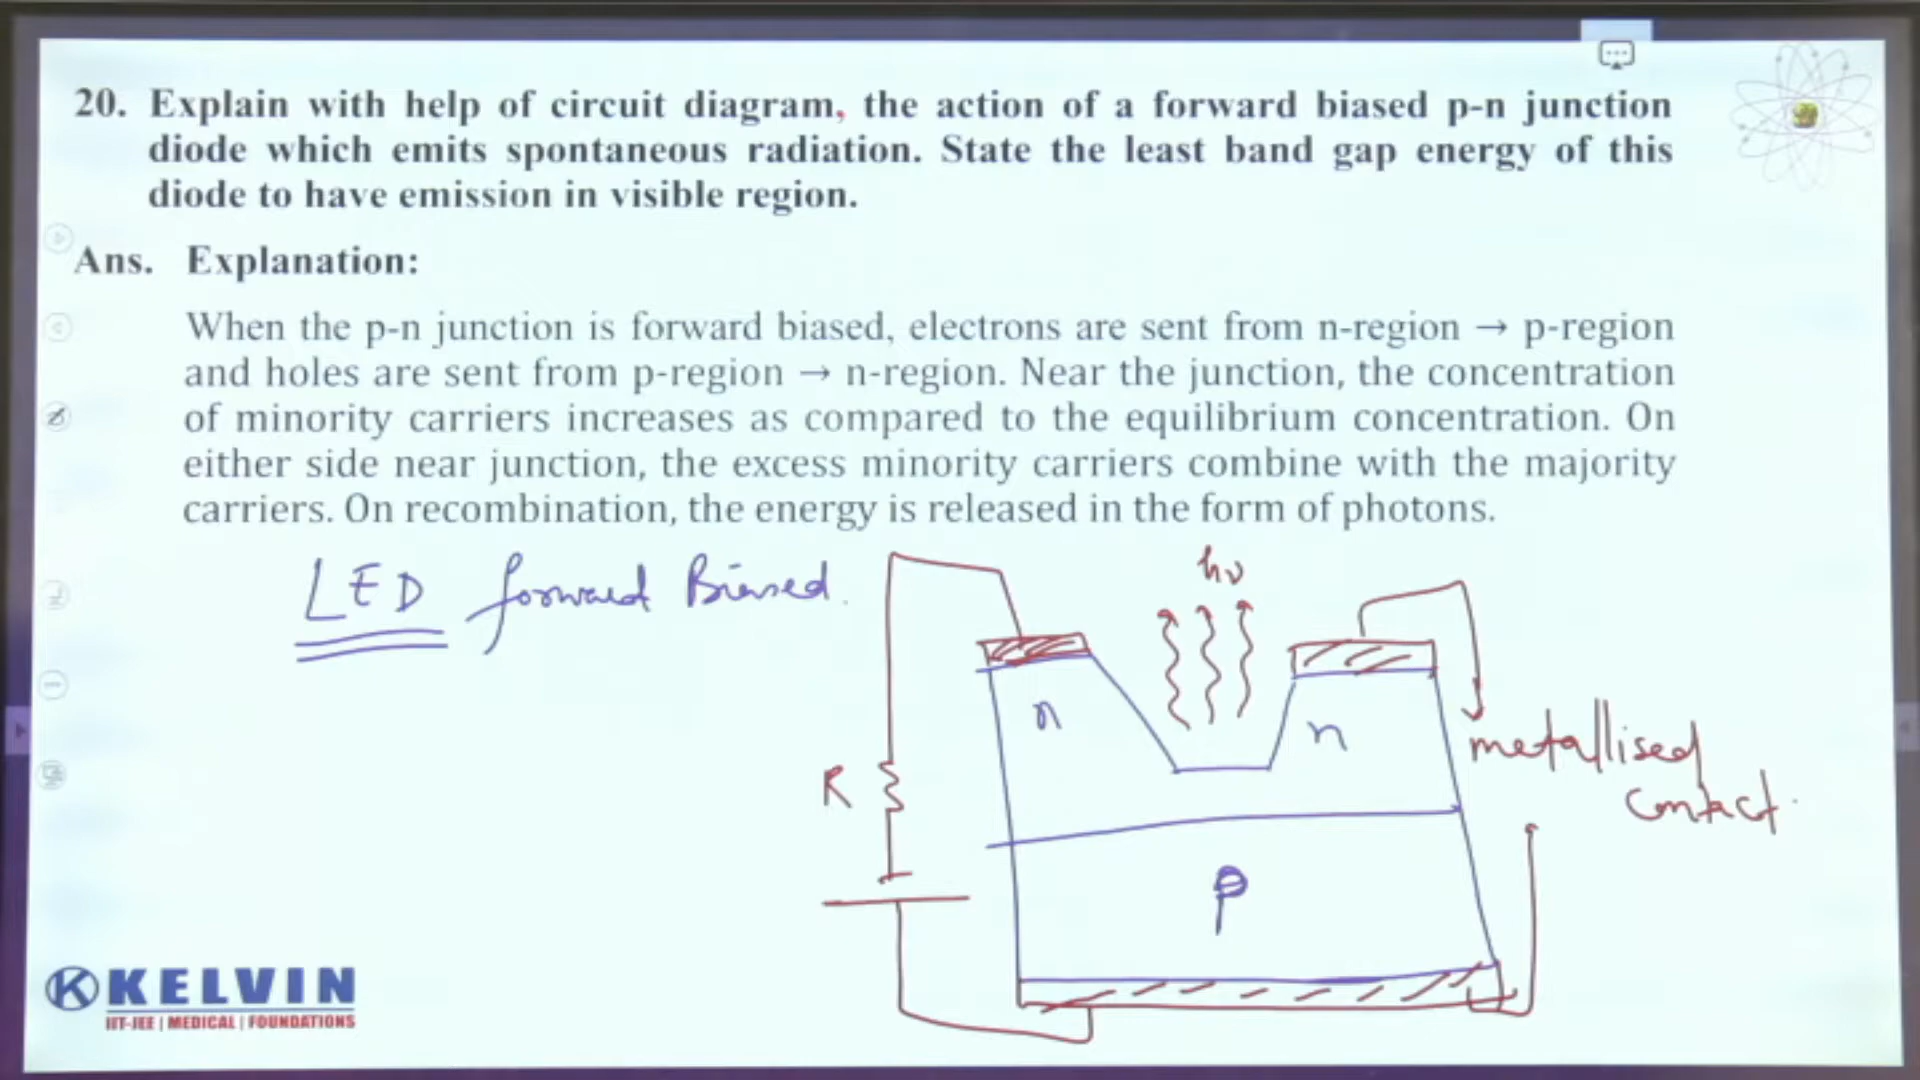 20. Explain with help of circuit diagram, the action of a forward biased p-n junction
diode which emits spontaneous radiation. State the least band gap energy of this
diode to have emission in visible region.
Ans. Explanation:
When the p-n junction is forward biased, electrons are sent from n-region → p-region
and holes are sent from p-region → n-region. Near the junction, the concentration
of minority carriers increases as compared to the equilibrium concentration. On
either side near junction, the excess minority carriers combine with the majority
carriers. On recombination, the energy is released in the form of photons.
LED forward Biased.
hν
n
n
R
metallised
contact.
p
KELVIN
IIT-JEE | MEDICAL | FOUNDATIONS